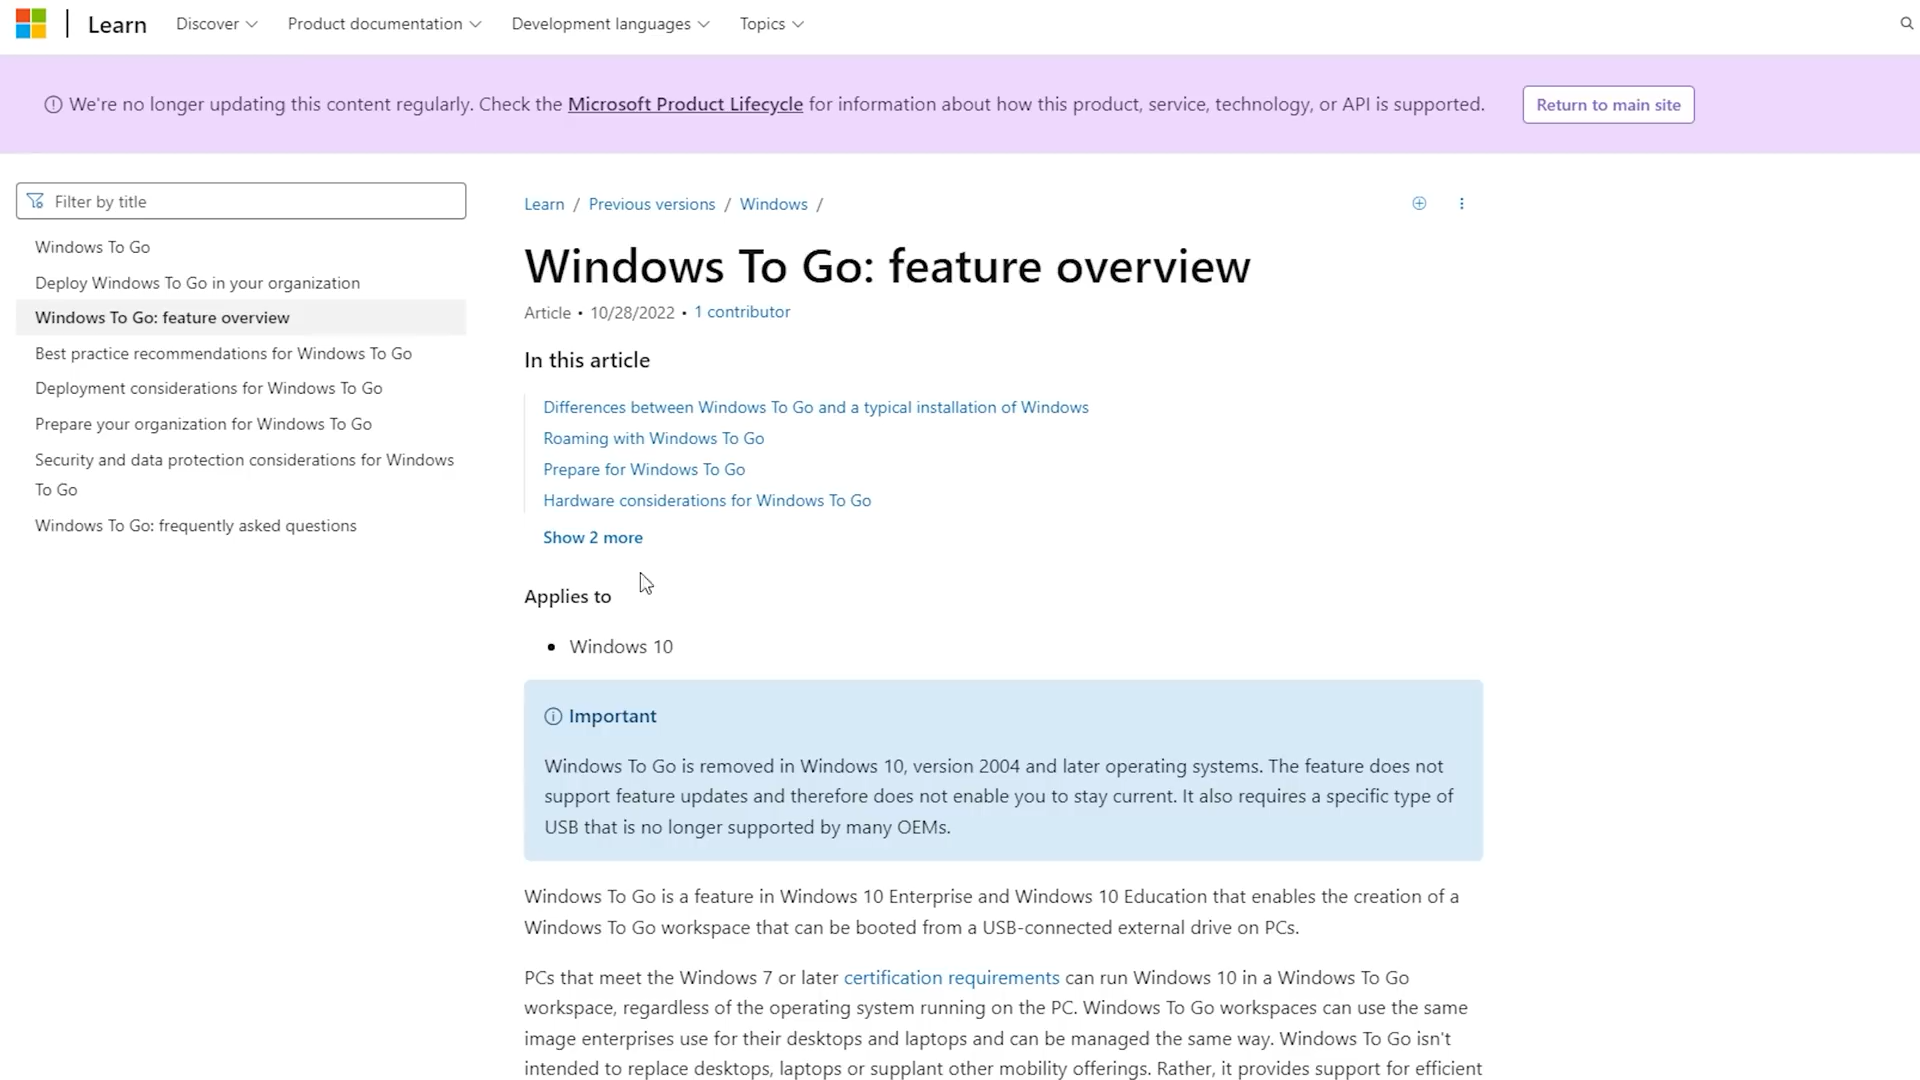 Learn
Discover
Product documentation
Development languages
Topics
We're no longer updating this content regularly. Check the Microsoft Product Lifecycle for information about how this product, service, technology, or API is supported.
Return to main site
Filter by title
Windows To Go
Deploy Windows To Go in your organization
Windows To Go: feature overview
Best practice recommendations for Windows To Go
Deployment considerations for Windows To Go
Prepare your organization for Windows To Go
Security and data protection considerations for Windows
To Go
Windows To Go: frequently asked questions
Learn / Previous versions / Windows /
Windows To Go: feature overview
Article • 10/28/2022 • 1 contributor
In this article
Differences between Windows To Go and a typical installation of Windows
Roaming with Windows To Go
Prepare for Windows To Go
Hardware considerations for Windows To Go
Show 2 more
Applies to
• Windows 10
Important
Windows To Go is removed in Windows 10, version 2004 and later operating systems. The feature does not
support feature updates and therefore does not enable you to stay current. It also requires a specific type of
USB that is no longer supported by many OEMs.
Windows To Go is a feature in Windows 10 Enterprise and Windows 10 Education that enables the creation of a
Windows To Go workspace that can be booted from a USB-connected external drive on PCs.
PCs that meet the Windows 7 or later certification requirements can run Windows 10 in a Windows To Go
workspace, regardless of the operating system running on the PC. Windows To Go workspaces can use the same
image enterprises use for their desktops and laptops and can be managed the same way. Windows To Go isn't
intended to replace desktops, laptops or supplant other mobility offerings. Rather, it provides support for efficient